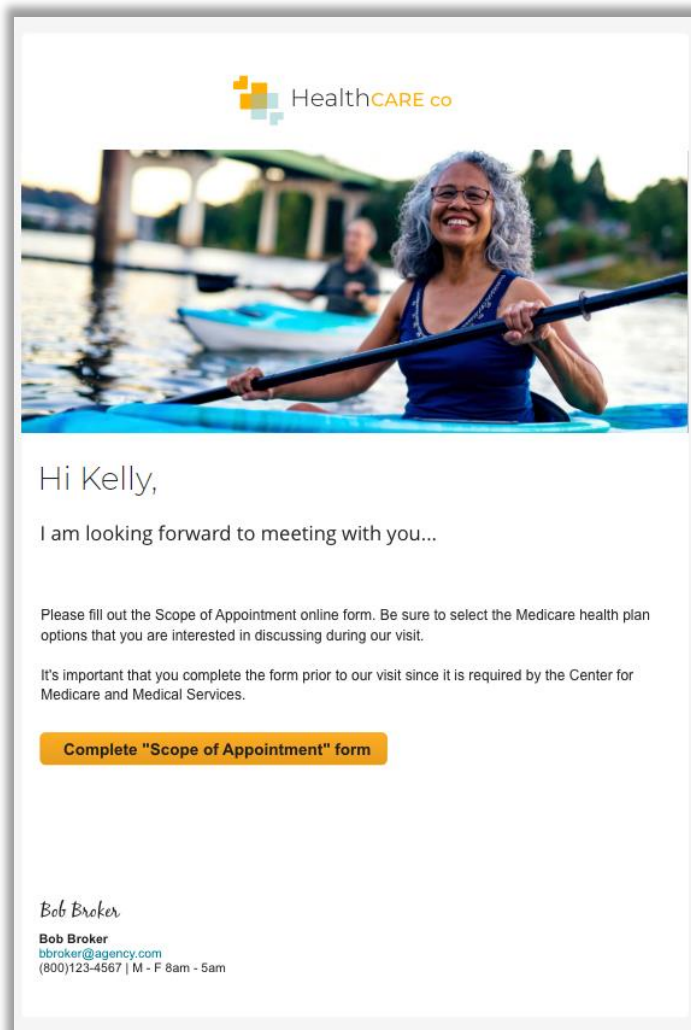 HealthCARE co
Hi Kelly,
I am looking forward to meeting with you...
Please fill out the Scope of Appointment online form. Be sure to select the Medicare health plan
options that you are interested in discussing during our visit.
It's important that you complete the form prior to our visit since it is required by the Center for
Medicare and Medical Services.
Complete "Scope of Appointment" form
Bob Broker
Bob Broker
bbroker@agency.com
(800)123-4567 | M - F 8am - 5am